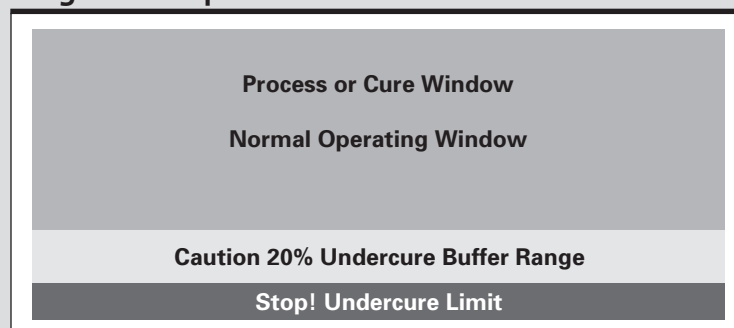 Process or Cure Window
Normal Operating Window
Caution 20% Undercure Buffer Range
Stop! Undercure Limit